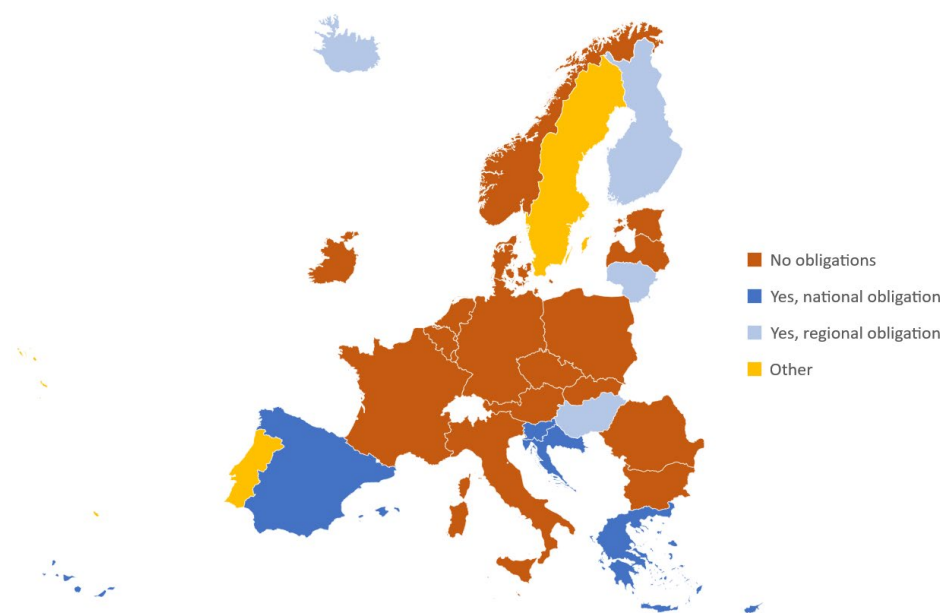 No obligations
Yes, national obligation
Yes, regional obligation
Other